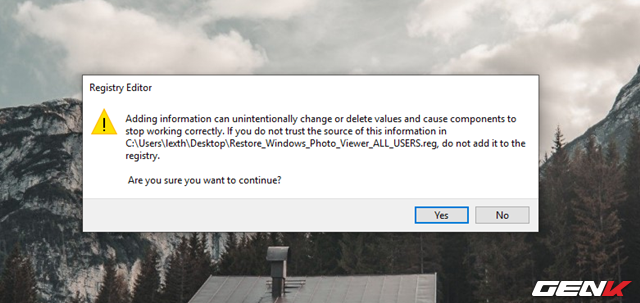 Registry Editor
Adding information can unintentionally change or delete values and cause components to
stop working correctly. If you do not trust the source of this information in
C:\Users\lexth\Desktop\Restore_Windows_Photo_Viewer_ALL_USERS.reg, do not add it to the
registry.
Are you sure you want to continue?
Yes No
GENK